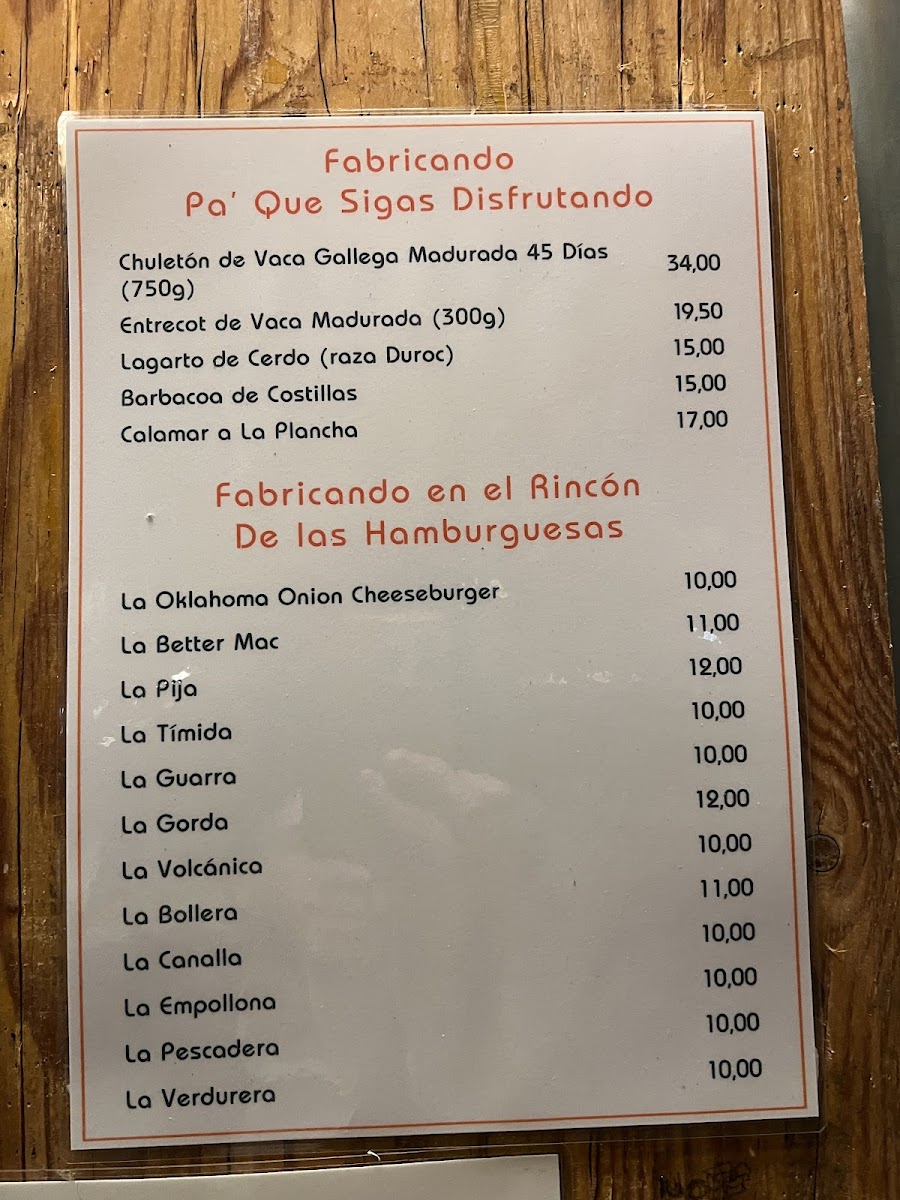 Fabricando
Pa' Que Sigas Disfrutando
Chuletón de Vaca Gallega Madurada 45 Días 34,00
(750g)
Entrecot de Vaca Madurada (300g) 19,50
Lagarto de Cerdo (raza Duroc) 15,00
Barbacoa de Costillas 15,00
Calamar a La Plancha 17,00
Fabricando en el Rincón
De las Hamburguesas
La Oklahoma Onion Cheeseburger 10,00
La Better Mac 11,00
La Pija 12,00
La Tímida 10,00
La Guarra 10,00
La Gorda 12,00
La Volcánica 10,00
La Bollera 11,00
La Canalla 10,00
La Empollona 10,00
La Pescadera 10,00
La Verdurera 10,00